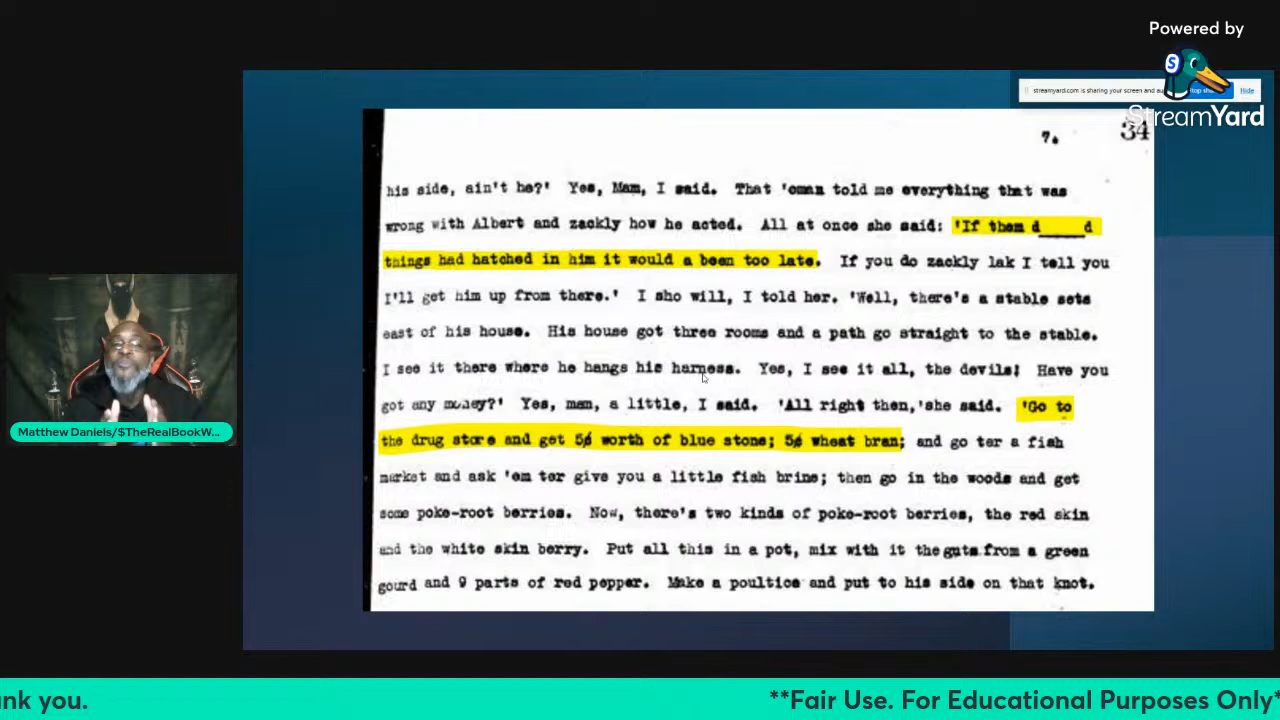 Powered by
StreamYard
streamyard.com is sharing your screen and au
Hide
7.
34
his side, ain't he?' Yes, Mam, I said. That 'oman told me everything that was
wrong with Albert and zackly how he acted. All at once she said: 'If them d____d
things had hatched in him it would a been too late. If you do zackly lak I tell you
I'll get him up from there.' I sho will, I told her. 'Well, there's a stable sets
east of his house. His house got three rooms and a path go straight to the stable.
I see it there where he hangs his harness. Yes, I see it all, the devils! Have you
got any money?' Yes, mam, a little, I said. 'All right then,'she said. 'Go to
the drug store and get 5¢ worth of blue stone; 5¢ wheat bran; and go ter a fish
market and ask 'em ter give you a little fish brine; then go in the woods and get
some poke-root berries. Now, there's two kinds of poke-root berries, the red skin
and the white skin berry. Put all this in a pot, mix with it the guts from a green
gourd and 9 parts of red pepper. Make a poultice and put to his side on that knot.
Matthew Daniels/$TheRealBookW...
nk you.
**Fair Use. For Educational Purposes Only*